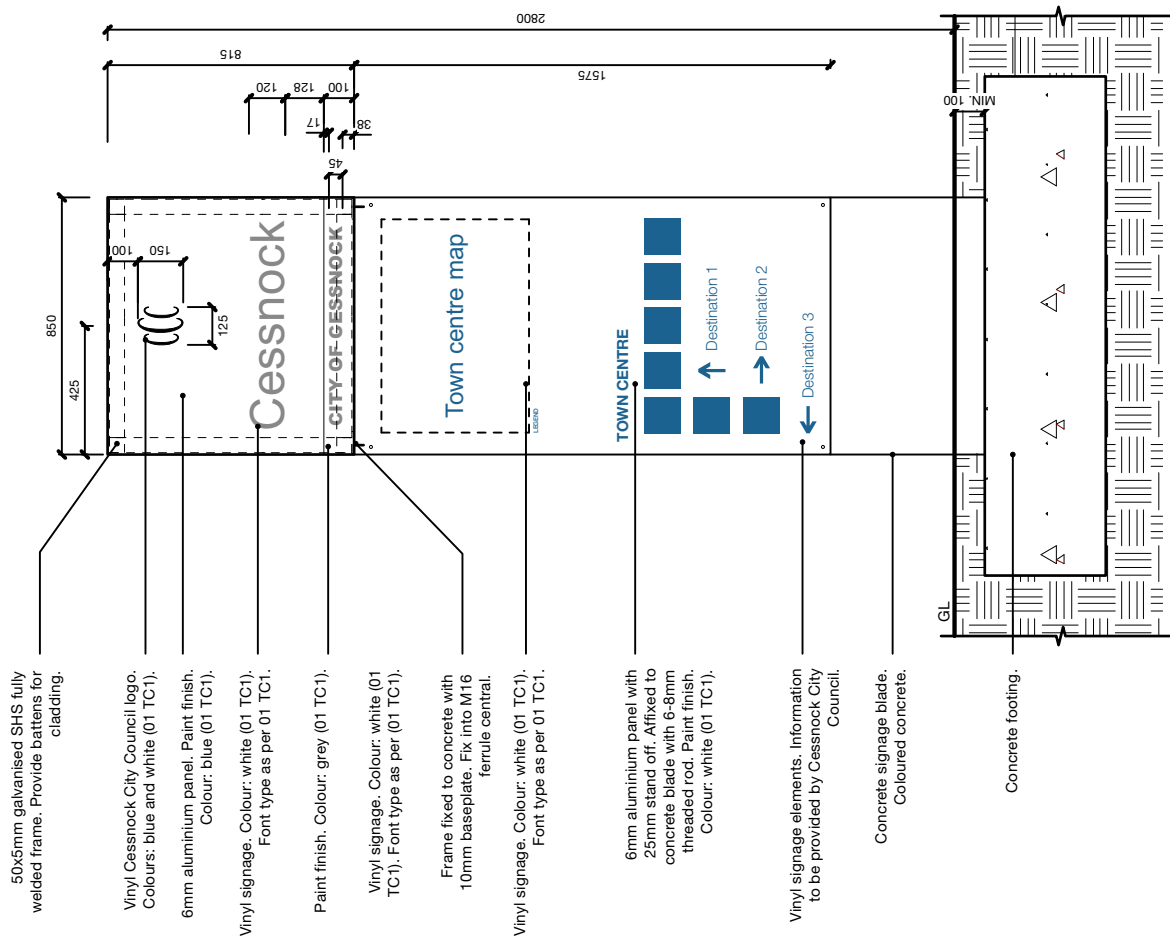 50x5mm galvanised SHS fully
welded frame. Provide battens for
cladding.
Vinyl Cessnock City Council logo.
Colours: blue and white (01 TC1).
6mm aluminium panel. Paint finish.
Colour: blue (01 TC1).
Vinyl signage. Colour: white (01 TC1).
Font type as per 01 TC1.
Paint finish. Colour: grey (01 TC1).
Vinyl signage. Colour: white (01
TC1). Font type as per (01 TC1).
Frame fixed to concrete with
10mm baseplate. Fix into M16
ferrule central.
Vinyl signage. Colour: white (01 TC1).
Font type as per 01 TC1.
6mm aluminium panel with
25mm stand off. Affixed to
concrete blade with 6-8mm
threaded rod. Paint finish.
Colour: white (01 TC1).
Vinyl signage elements. Information
to be provided by Cessnock City
Council.
Concrete signage blade.
Coloured concrete.
Concrete footing.
850
425
100
150
125
Cessnock
CITY OF CESSNOCK
Town centre map
LEGEND
TOWN CENTRE
Destination 1
Destination 2
Destination 3
GL
2800
815
1575
120
128
100
17
38
45
MIN. 100